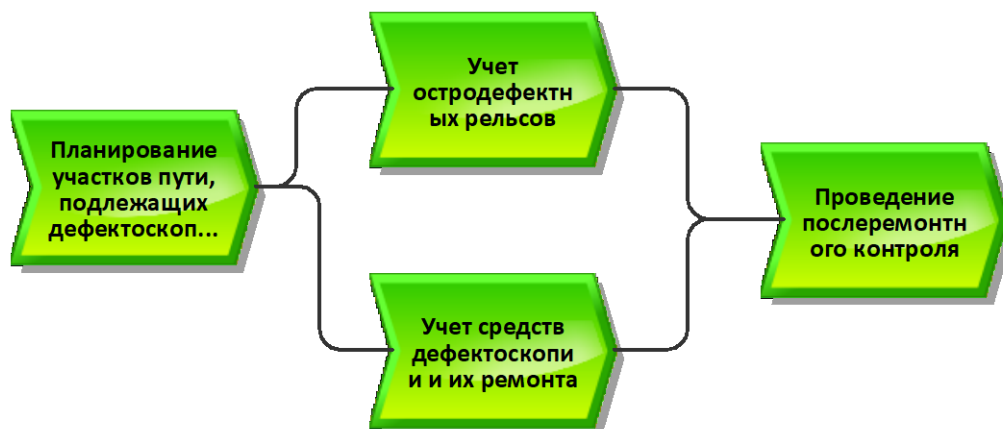 Планирование
участков пути,
подлежащих
дефектоскоп...
Учет
остродефектн
ых рельсов
Учет средств
дефектоскопи
и и их ремонта
Проведение
послеремонтн
ого контроля